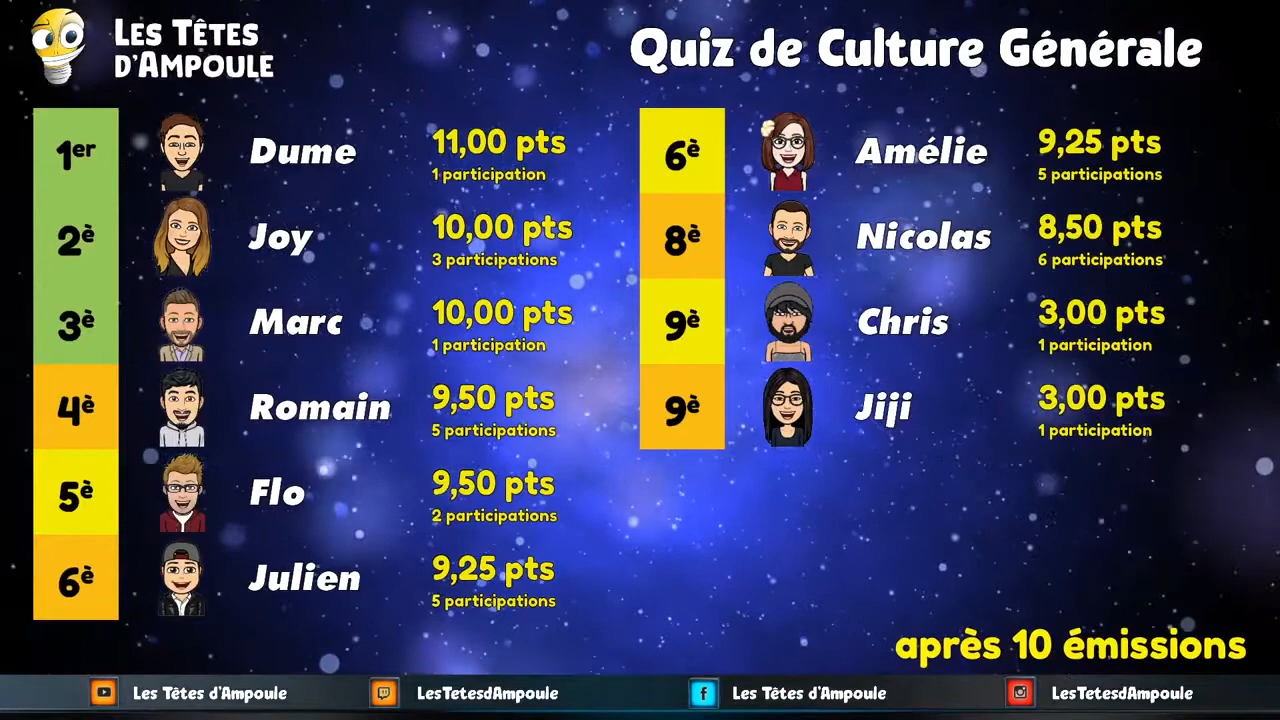 LES TÊTES
D'AMPOULE
Quiz de Culture Générale
1er Dume 11,00 pts
1 participation
2è Joy 10,00 pts
3 participations
3è Marc 10,00 pts
1 participation
4è Romain 9,50 pts
5 participations
5è Flo 9,50 pts
2 participations
6è Julien 9,25 pts
5 participations
6è Amélie 9,25 pts
5 participations
8è Nicolas 8,50 pts
6 participations
9è Chris 3,00 pts
1 participation
9è Jiji 3,00 pts
1 participation
après 10 émissions
Les Têtes d'Ampoule LesTetesdAmpoule Les Têtes d'Ampoule LesTetesdAmpoule